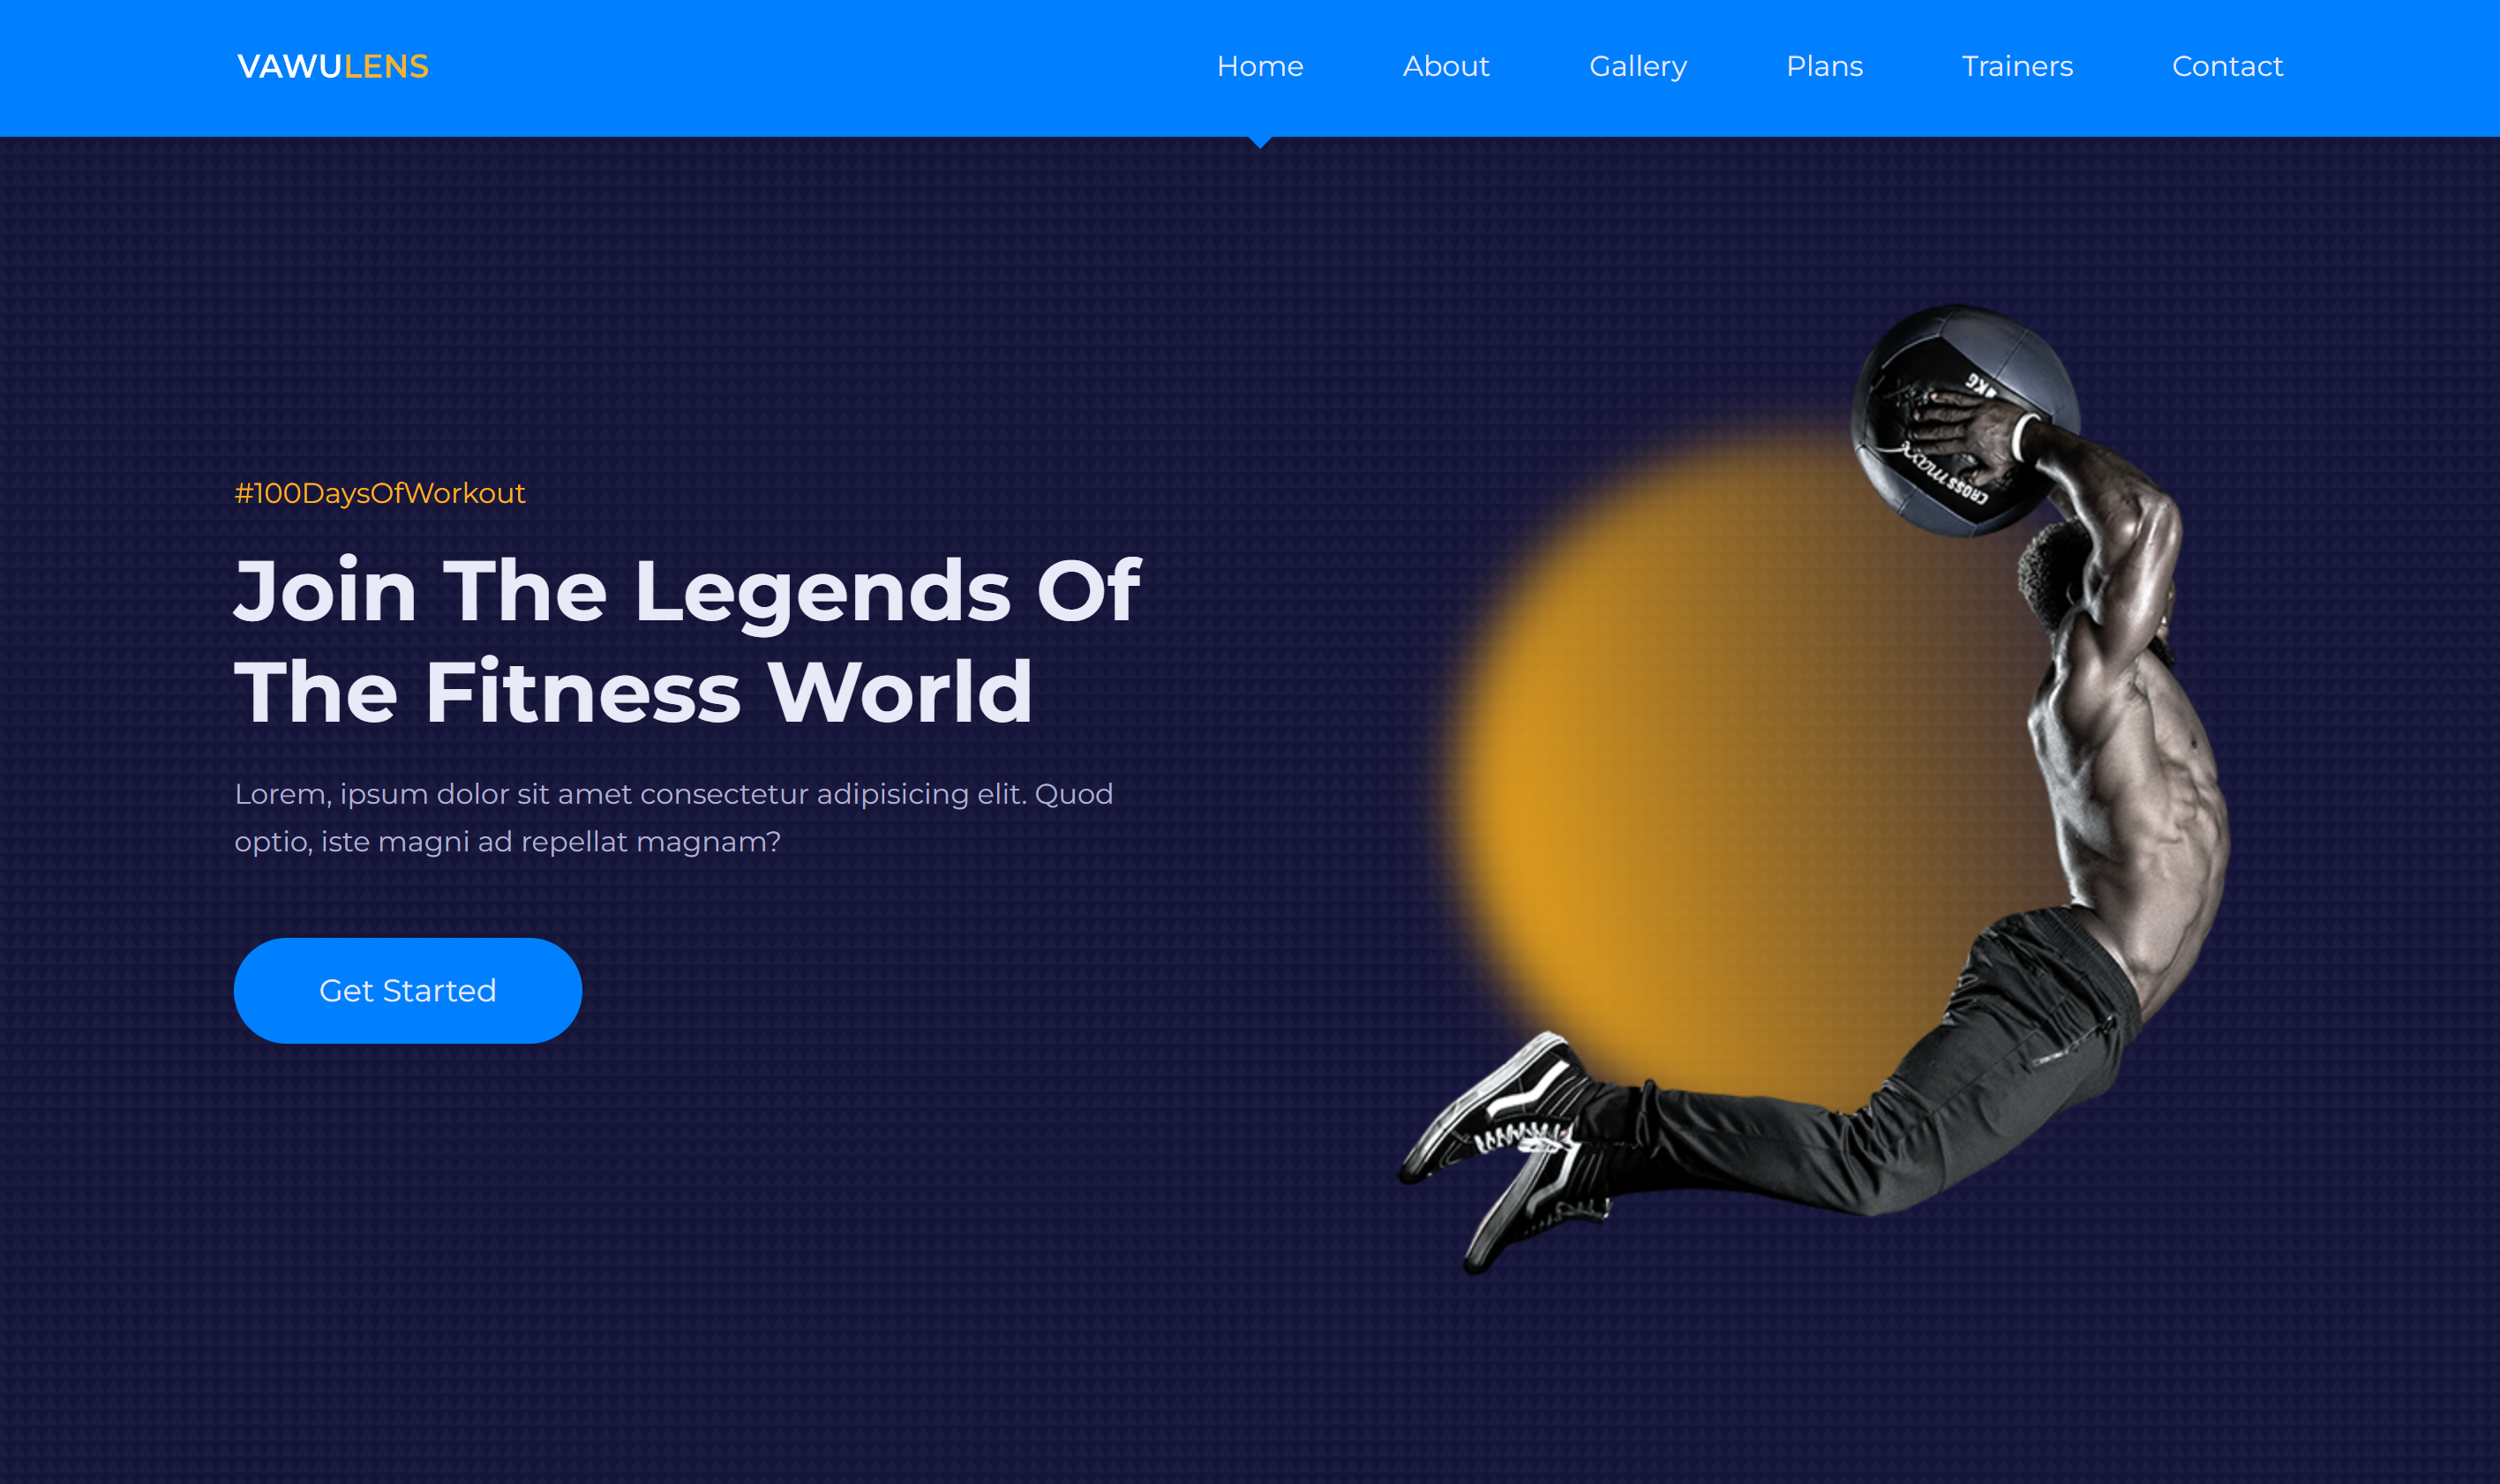 VAWULENS
Home About Gallery Plans Trainers Contact
#100DaysOfWorkout
Join The Legends Of
The Fitness World
Lorem, ipsum dolor sit amet consectetur adipisicing elit. Quod
optio, iste magni ad repellat magnam?
Get Started
4KG
CROSSmaxx